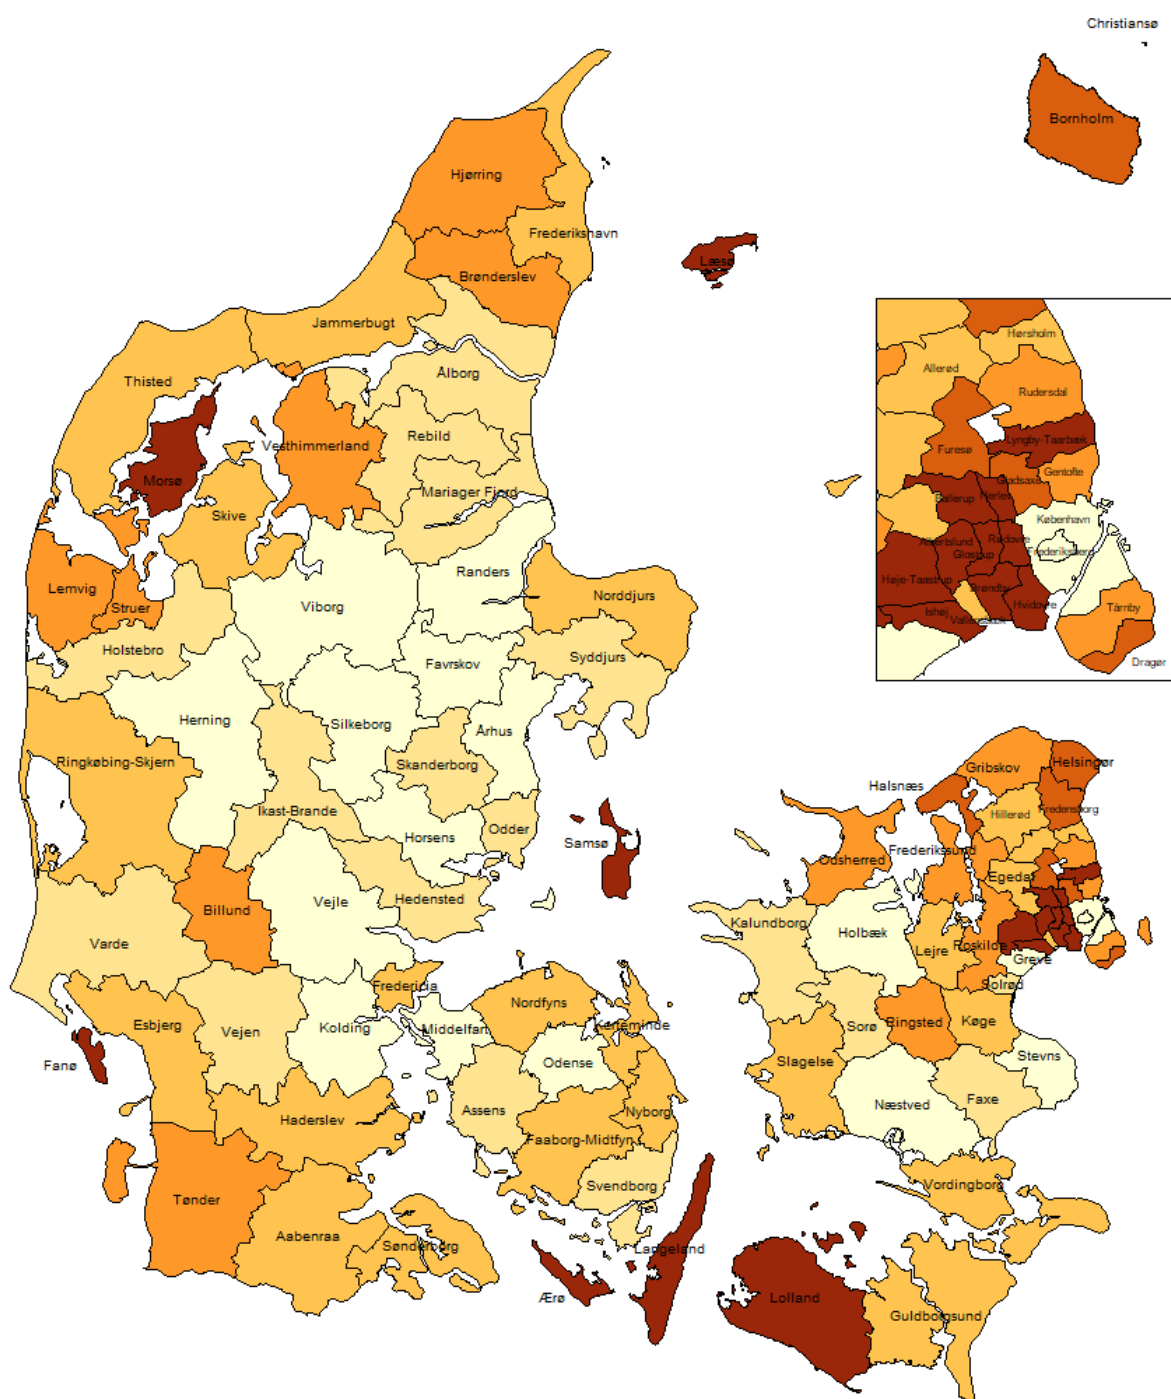 Christiansø
Bornholm
Hjørring
Frederikshavn
Læsø
Brønderslev
Jammerbugt
Ålborg
Thisted
Vesthimmerland
Rebild
Morsø
Mariager Fjord
Skive
Randers
Lemvig
Struer
Viborg
Norddjurs
Holstebro
Favrskov
Syddjurs
Herning
Silkeborg
Århus
Ringkøbing-Skjern
Skanderborg
Ikast-Brande
Horsens
Odder
Samsø
Billund
Vejle
Hedensted
Varde
Fredericia
Esbjerg
Vejen
Kolding
Middelfart
Nordfyns
Kerteminde
Fanø
Odense
Haderslev
Assens
Nyborg
Faaborg-Midtfyn
Tønder
Svendborg
Aabenraa
Sønderborg
Langeland
Ærø
Hørsholm
Allerød
Rudersdal
Lyngby-Taarbæk
Furesø
Gentofte
Gladsaxe
Ballerup
Herlev
København
Albertslund
Rødovre
Frederiksberg
Glostrup
Høje-Taastrup
Brøndby
Ishøj
Hvidovre
Vallensbæk
Tårnby
Dragør
Helsingør
Gribskov
Halsnæs
Fredensborg
Hillerød
Frederikssund
Odsherred
Egedal
Kalundborg
Holbæk
Lejre
Roskilde
Greve
Solrød
Sorø
Ringsted
Køge
Stevns
Slagelse
Næstved
Faxe
Vordingborg
Lolland
Guldborgsund